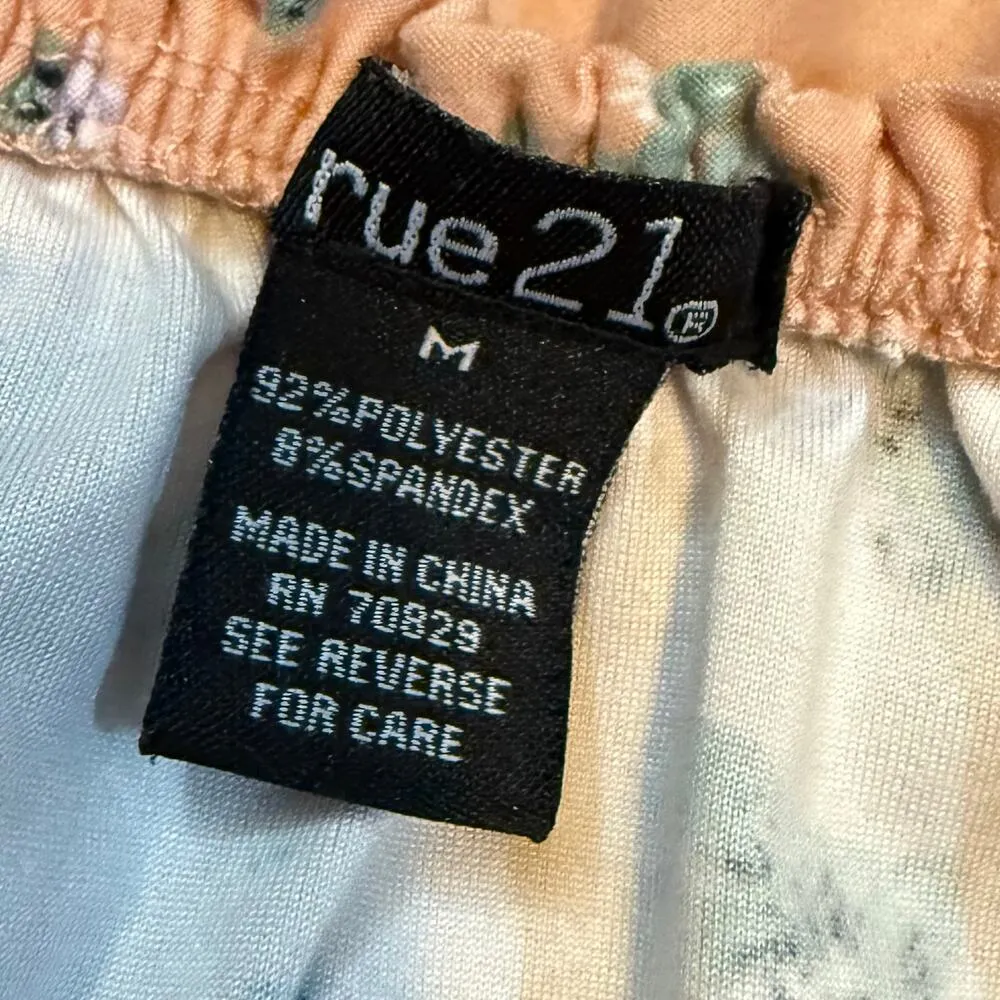 rue21®
M
92%POLYESTER
8%SPANDEX
MADE IN CHINA
RN 70829
SEE REVERSE
FOR CARE